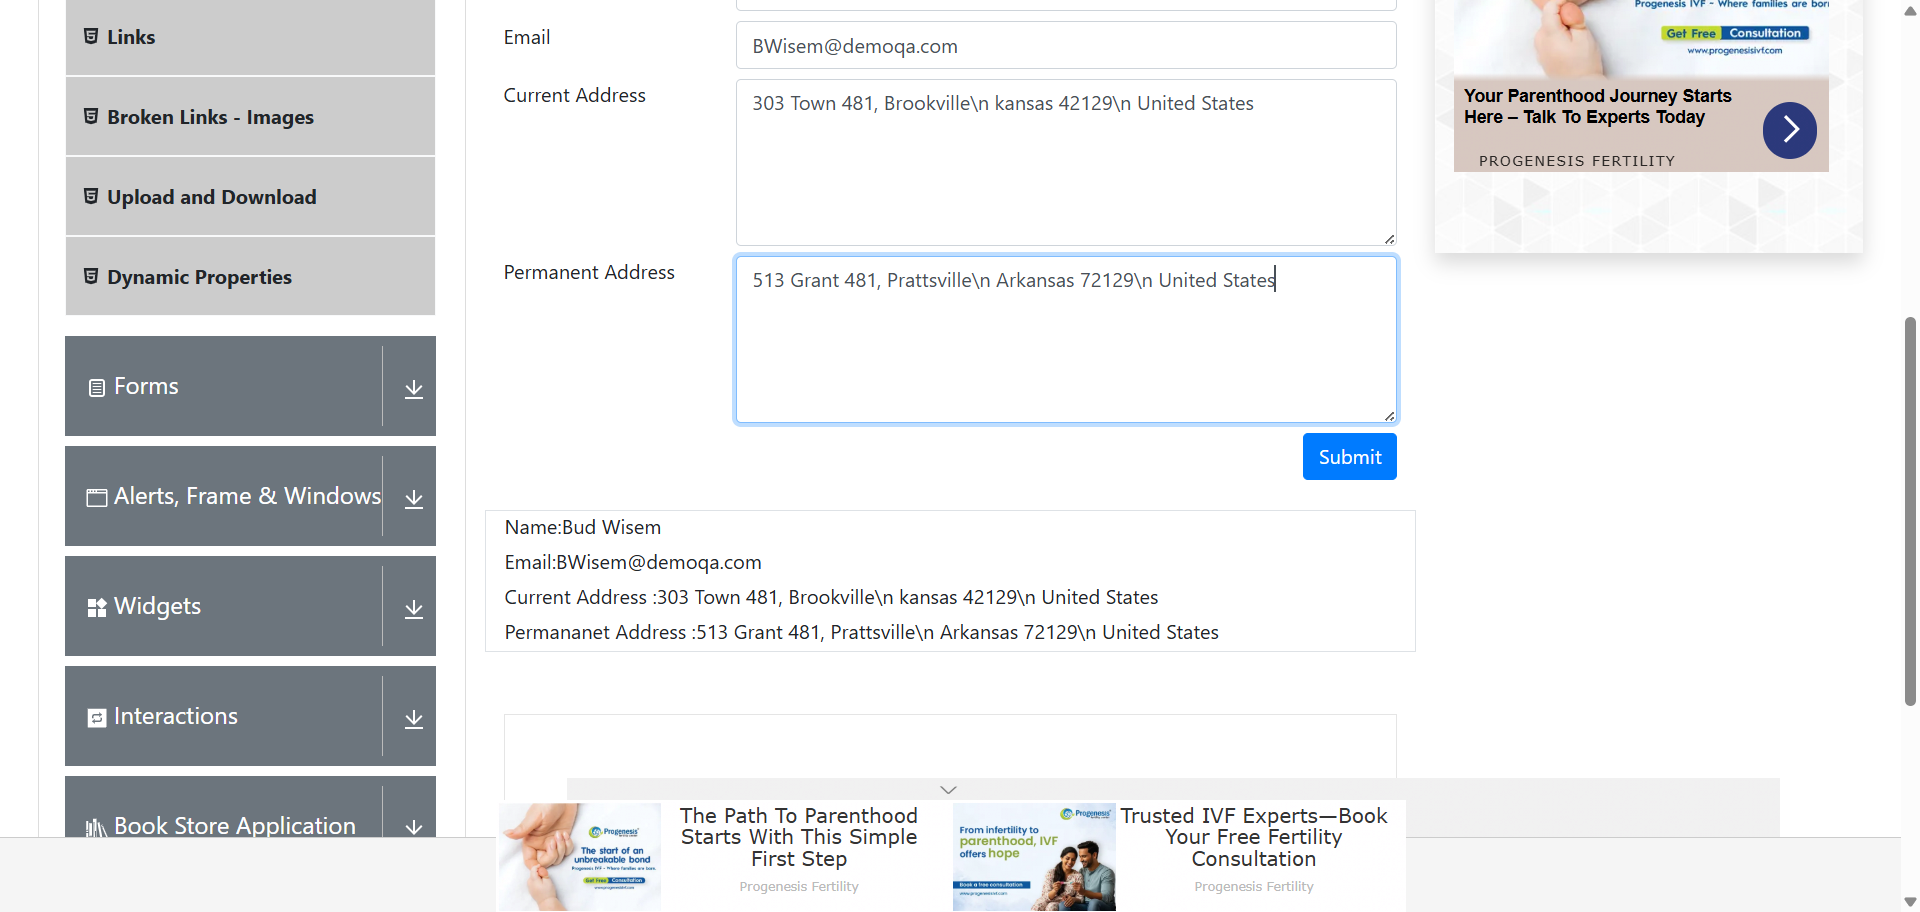 Links
Broken Links - Images
Upload and Download
Dynamic Properties
Forms
Alerts, Frame & Windows
Widgets
Interactions
Book Store Application
Email
BWisem@demoqa.com
Current Address
303 Town 481, Brookville\n kansas 42129\n United States
Permanent Address
513 Grant 481, Prattsville\n Arkansas 72129\n United States
Submit
Name:Bud Wisem
Email:BWisem@demoqa.com
Current Address :303 Town 481, Brookville\n kansas 42129\n United States
Permananet Address :513 Grant 481, Prattsville\n Arkansas 72129\n United States
Progenesis IVF - Where families are born
Get Free Consultation
www.progenesisivf.com
Your Parenthood Journey Starts
Here – Talk To Experts Today
PROGENESIS FERTILITY
Progenesis
The start of an
unbreakable bond
Progenesis IVF - Where families are born
Get Free Consultation
www.progenesisivf.com
The Path To Parenthood
Starts With This Simple
First Step
Progenesis Fertility
Progenesis
From infertility to
parenthood, IVF
offers hope
Book a free consultation
www.progenesisivf.com
Trusted IVF Experts—Book
Your Free Fertility
Consultation
Progenesis Fertility